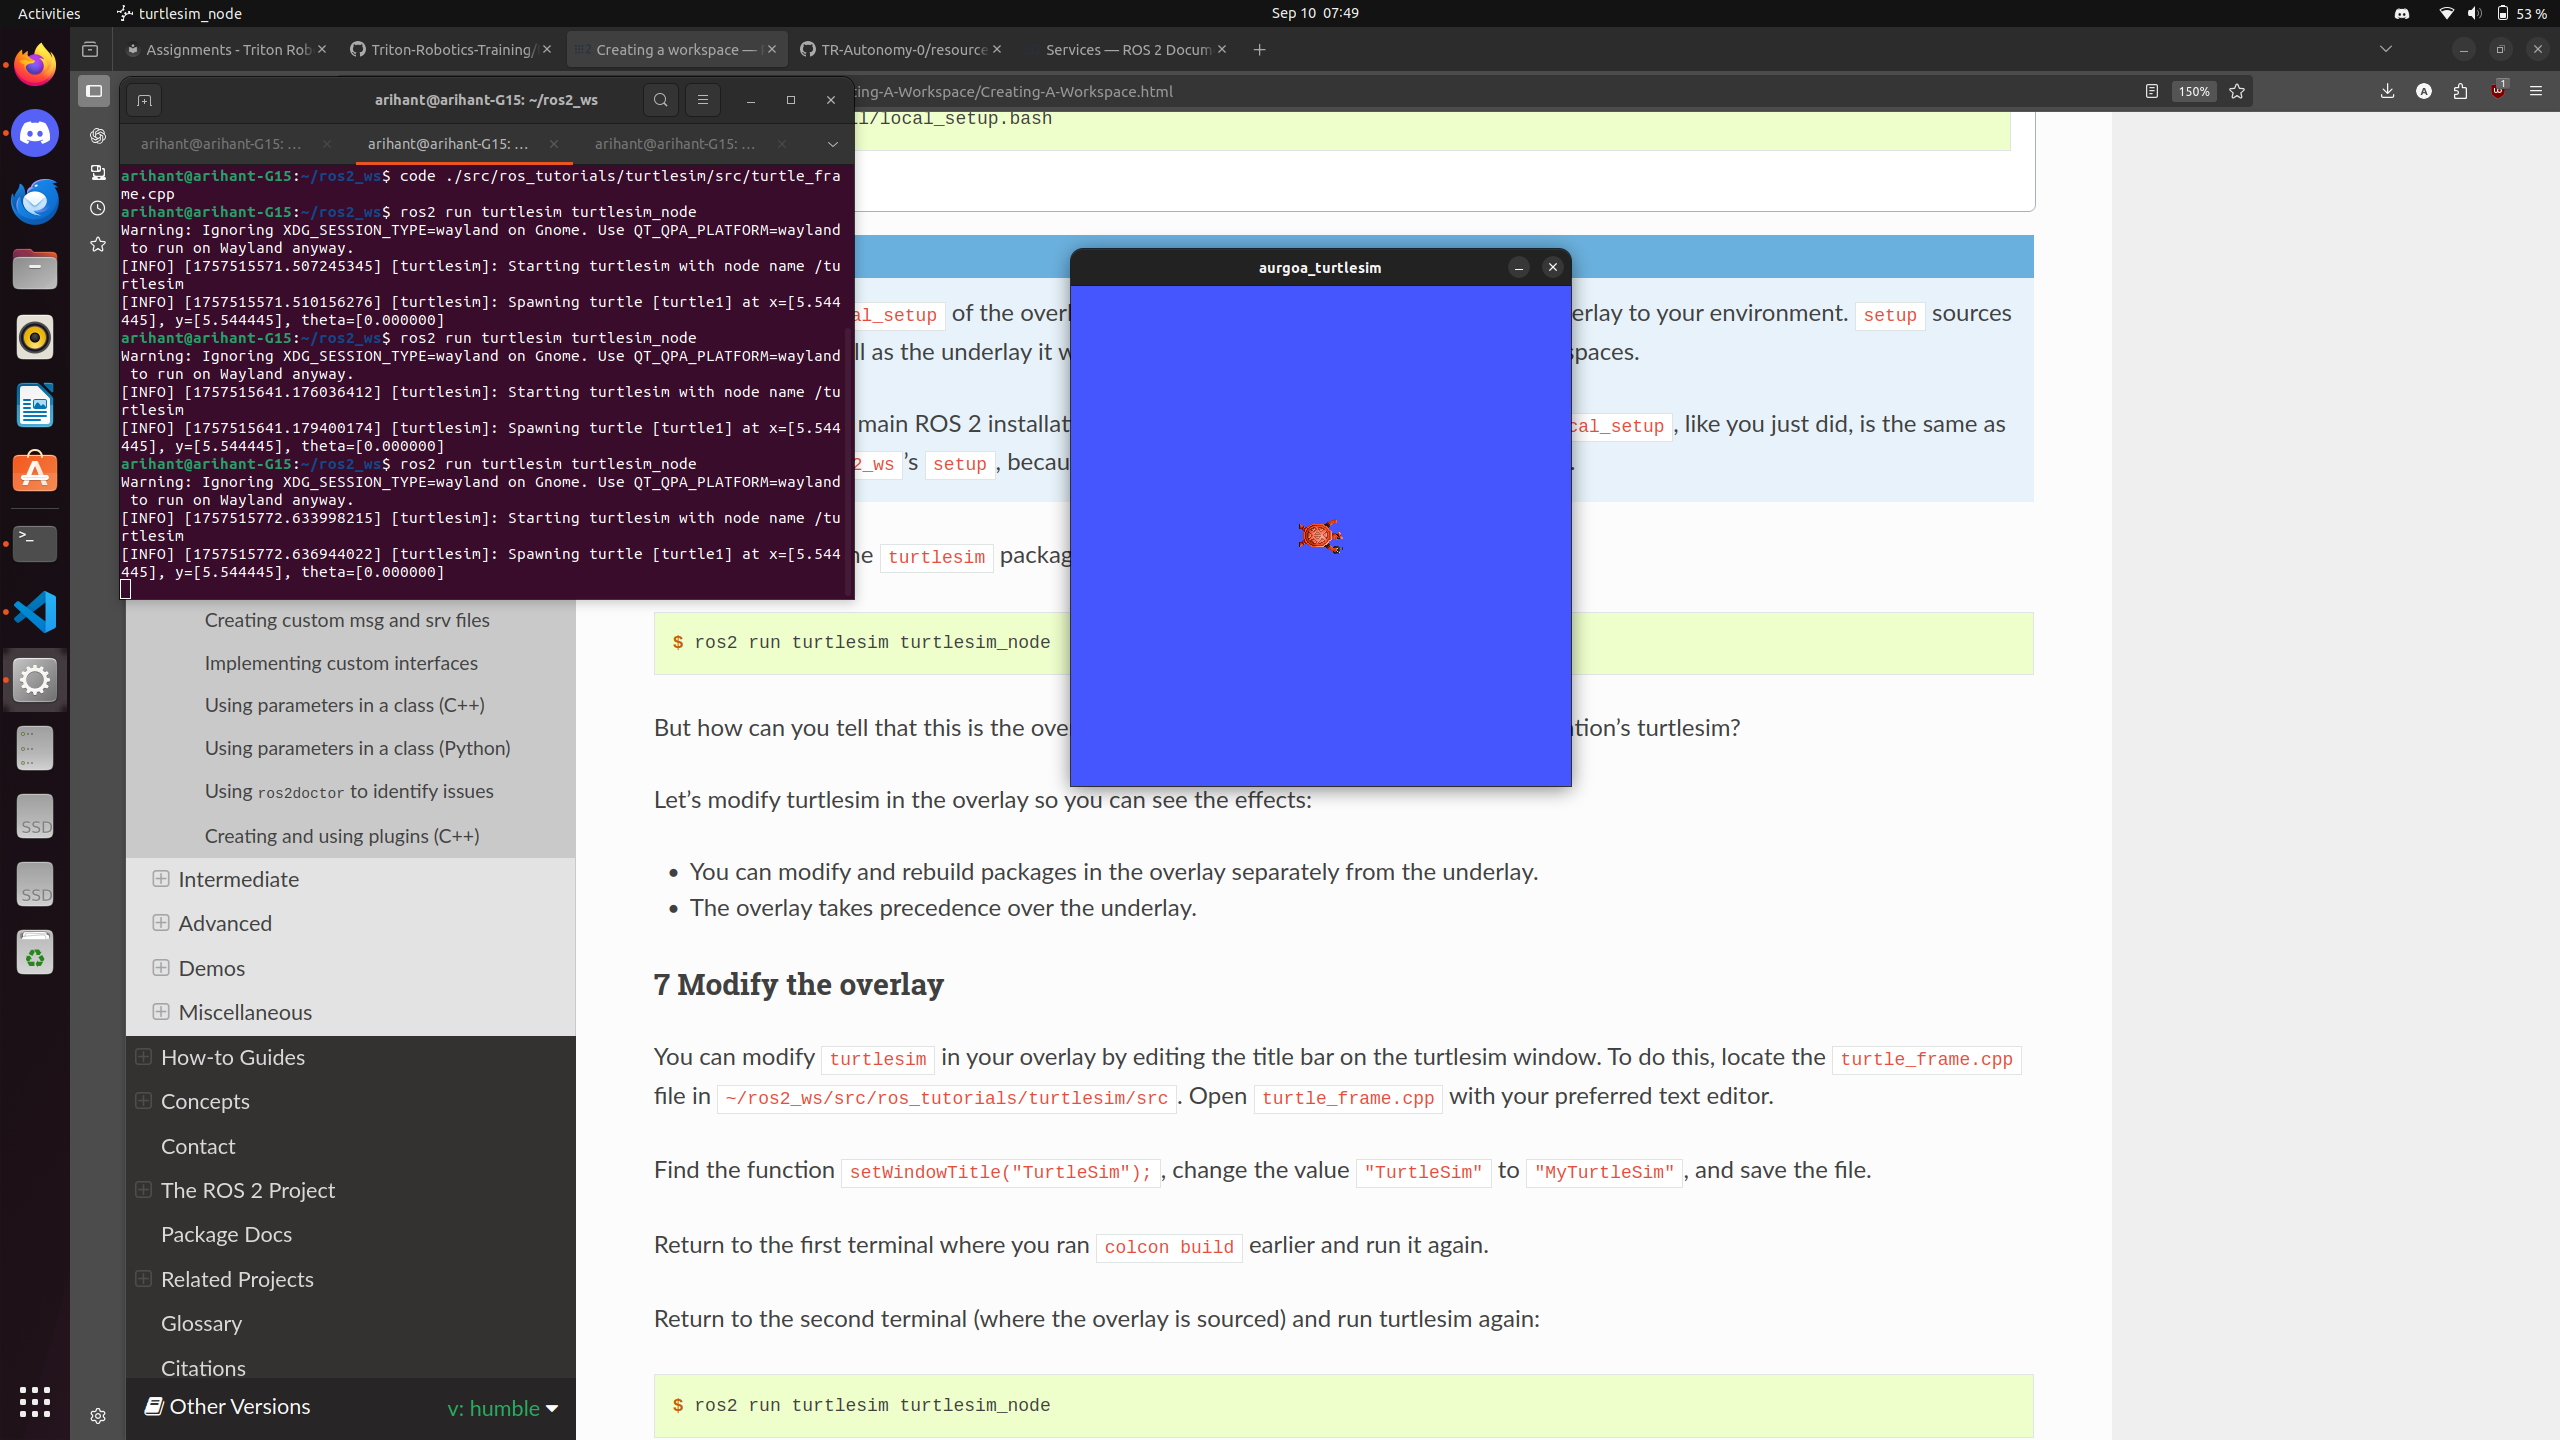 Activities
turtlesim_node
Sep 10 07:49
53 %
Assignments - Triton Rob
Triton-Robotics-Training/
Creating a workspace —
TR-Autonomy-0/resource
Services — ROS 2 Docum
ing-A-Workspace/Creating-A-Workspace.html
150%
1
arihant@arihant-G15: ~/ros2_ws
arihant@arihant-G15: ...
arihant@arihant-G15: ...
arihant@arihant-G15: ...
arihant@arihant-G15:~/ros2_ws$ code ./src/ros_tutorials/turtlesim/src/turtle_fra
me.cpp
arihant@arihant-G15:~/ros2_ws$ ros2 run turtlesim turtlesim_node
Warning: Ignoring XDG_SESSION_TYPE=wayland on Gnome. Use QT_QPA_PLATFORM=wayland
to run on Wayland anyway.
[INFO] [1757515571.507245345] [turtlesim]: Starting turtlesim with node name /tu
rtlesim
[INFO] [1757515571.510156276] [turtlesim]: Spawning turtle [turtle1] at x=[5.544
445], y=[5.544445], theta=[0.000000]
arihant@arihant-G15:~/ros2_ws$ ros2 run turtlesim turtlesim_node
Warning: Ignoring XDG_SESSION_TYPE=wayland on Gnome. Use QT_QPA_PLATFORM=wayland
to run on Wayland anyway.
[INFO] [1757515641.176036412] [turtlesim]: Starting turtlesim with node name /tu
rtlesim
[INFO] [1757515641.179400174] [turtlesim]: Spawning turtle [turtle1] at x=[5.544
445], y=[5.544445], theta=[0.000000]
arihant@arihant-G15:~/ros2_ws$ ros2 run turtlesim turtlesim_node
Warning: Ignoring XDG_SESSION_TYPE=wayland on Gnome. Use QT_QPA_PLATFORM=wayland
to run on Wayland anyway.
[INFO] [1757515772.633998215] [turtlesim]: Starting turtlesim with node name /tu
rtlesim
[INFO] [1757515772.636944022] [turtlesim]: Spawning turtle [turtle1] at x=[5.544
445], y=[5.544445], theta=[0.000000]
aurgoa_turtlesim
ll/local_setup.bash
al_setup of the overl
erlay to your environment. setup sources
ll as the underlay it w
spaces.
main ROS 2 installat
cal_setup, like you just did, is the same as
2_ws's setup, becau
he turtlesim packag
$ ros2 run turtlesim turtlesim_node
But how can you tell that this is the ove
tion's turtlesim?
Let's modify turtlesim in the overlay so you can see the effects:
• You can modify and rebuild packages in the overlay separately from the underlay.
• The overlay takes precedence over the underlay.
7 Modify the overlay
You can modify turtlesim in your overlay by editing the title bar on the turtlesim window. To do this, locate the turtle_frame.cpp
file in ~/ros2_ws/src/ros_tutorials/turtlesim/src. Open turtle_frame.cpp with your preferred text editor.
Find the function setWindowTitle("TurtleSim");, change the value "TurtleSim" to "MyTurtleSim", and save the file.
Return to the first terminal where you ran colcon build earlier and run it again.
Return to the second terminal (where the overlay is sourced) and run turtlesim again:
$ ros2 run turtlesim turtlesim_node
Creating custom msg and srv files
Implementing custom interfaces
Using parameters in a class (C++)
Using parameters in a class (Python)
Using ros2doctor to identify issues
Creating and using plugins (C++)
Intermediate
Advanced
Demos
Miscellaneous
How-to Guides
Concepts
Contact
The ROS 2 Project
Package Docs
Related Projects
Glossary
Citations
Other Versions
v: humble
SSD
SSD